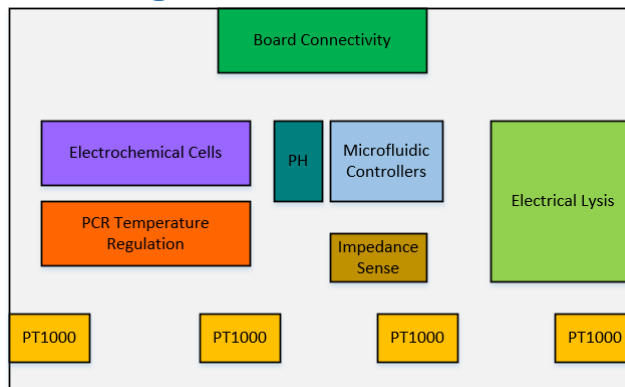 Board Connectivity
Electrochemical Cells
PH
Microfluidic
Controllers
Electrical Lysis
PCR Temperature
Regulation
Impedance
Sense
PT1000
PT1000
PT1000
PT1000